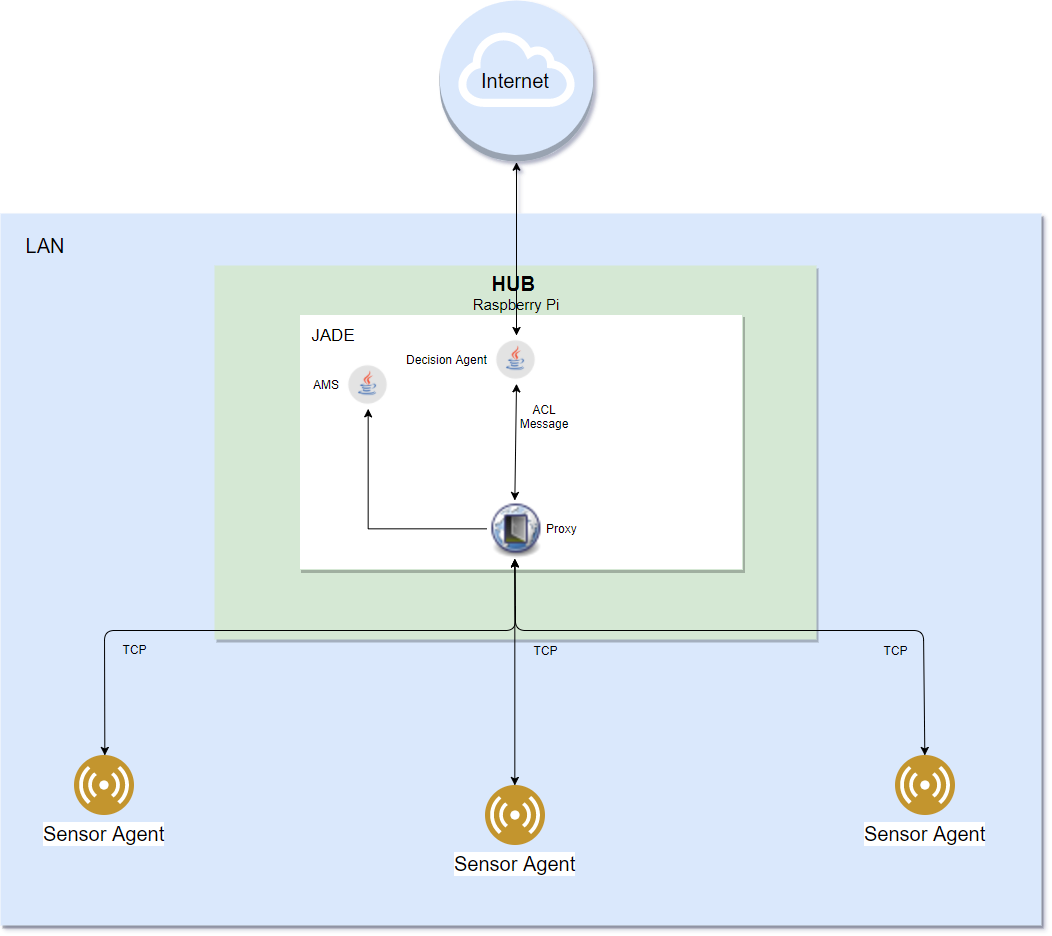 Internet
LAN
HUB
Raspberry Pi
JADE
Decision Agent
AMS
ACL
Message
Proxy
TCP
TCP
TCP
Sensor Agent
Sensor Agent
Sensor Agent